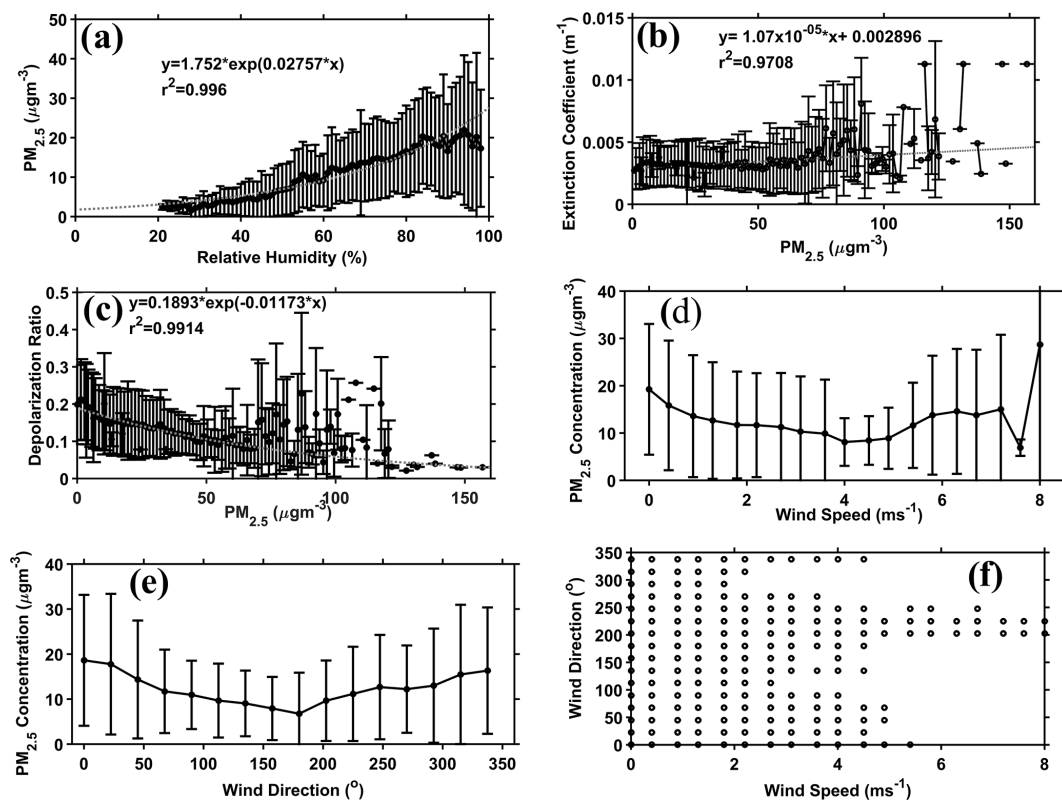 (a)
y=1.752*exp(0.02757*x)
r²=0.996
PM₂.₅ (μgm⁻³)
50
40
30
20
10
0
0 20 40 60 80 100
Relative Humidity (%)
(b)
y= 1.07x10⁻⁰⁵*x+ 0.002896
r²=0.9708
Extinction Coefficient (m⁻¹)
0.015
0.01
0.005
0
0 50 100 150
PM₂.₅ (μgm⁻³)
(c)
y=0.1893*exp(-0.01173*x)
r²=0.9914
Depolarization Ratio
0.5
0.4
0.3
0.2
0.1
0
0 50 100 150
PM₂.₅ (μgm⁻³)
(d)
PM₂.₅ Concentration (μgm⁻³)
40
30
20
10
0
0 2 4 6 8
Wind Speed (ms⁻¹)
(e)
PM₂.₅ Concentration (μgm⁻³)
40
30
20
10
0
0 50 100 150 200 250 300 350
Wind Direction (°)
(f)
Wind Direction (°)
350
300
250
200
150
100
50
0
0 2 4 6 8
Wind Speed (ms⁻¹)